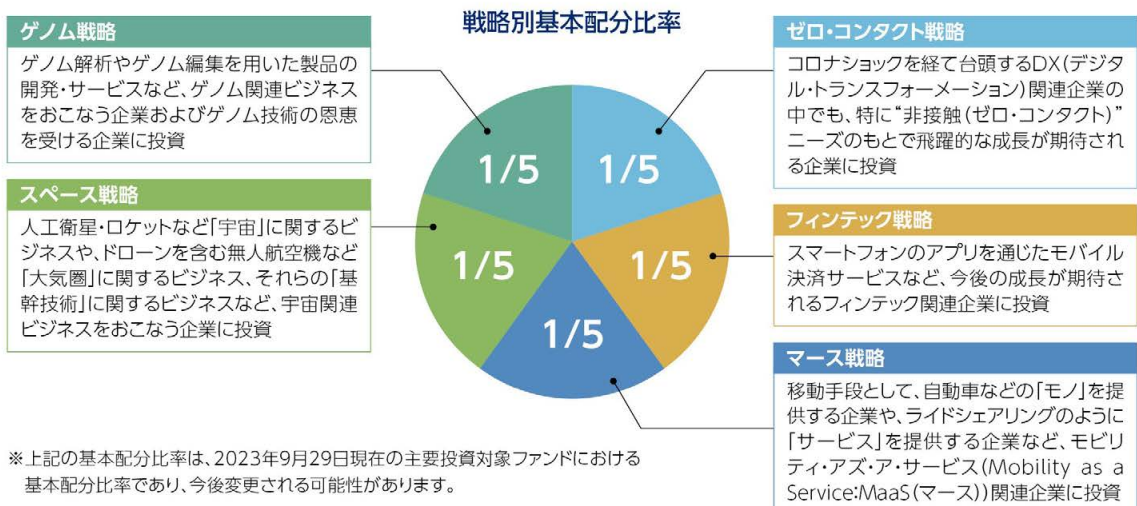 戦略別基本配分比率
ゲノム戦略
ゲノム解析やゲノム編集を用いた製品の
開発・サービスなど、ゲノム関連ビジネス
をおこなう企業およびゲノム技術の恩恵
を受ける企業に投資
スペース戦略
人工衛星・ロケットなど「宇宙」に関するビ
ジネスや、ドローンを含む無人航空機など
「大気圏」に関するビジネス、それらの「基
幹技術」に関するビジネスなど、宇宙関連
ビジネスをおこなう企業に投資
1/5
1/5
1/5
1/5
1/5
ゼロ・コンタクト戦略
コロナショックを経て台頭するDX(デジタ
ル・トランスフォーメーション)関連企業の
中でも、特に“非接触(ゼロ・コンタクト)”
ニーズのもとで飛躍的な成長が期待され
る企業に投資
フィンテック戦略
スマートフォンのアプリを通じたモバイル
決済サービスなど、今後の成長が期待さ
れるフィンテック関連企業に投資
マース戦略
移動手段として、自動車などの「モノ」を提
供する企業や、ライドシェアリングのように
「サービス」を提供する企業など、モビリ
ティ・アズ・ア・サービス(Mobility as a
Service:MaaS(マース))関連企業に投資
※上記の基本配分比率は、2023年9月29日現在の主要投資対象ファンドにおける
基本配分比率であり、今後変更される可能性があります。